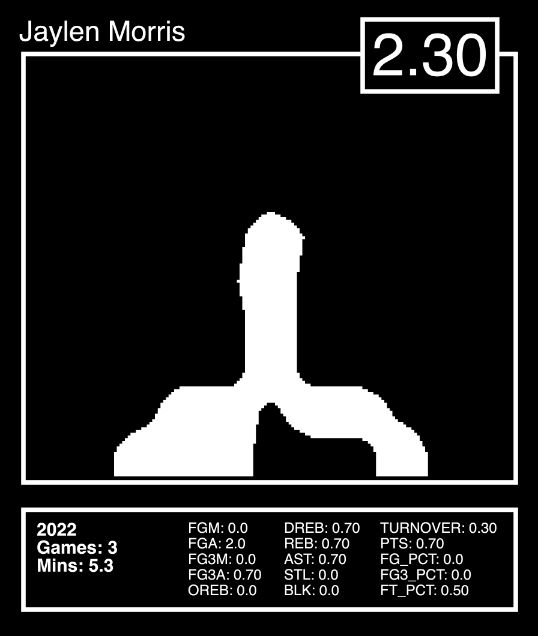 Jaylen Morris
2.30
2022
Games: 3
Mins: 5.3
FGM: 0.0
FGA: 2.0
FG3M: 0.0
FG3A: 0.70
OREB: 0.0
DREB: 0.70
REB: 0.70
AST: 0.70
STL: 0.0
BLK: 0.0
TURNOVER: 0.30
PTS: 0.70
FG_PCT: 0.0
FG3_PCT: 0.0
FT_PCT: 0.50